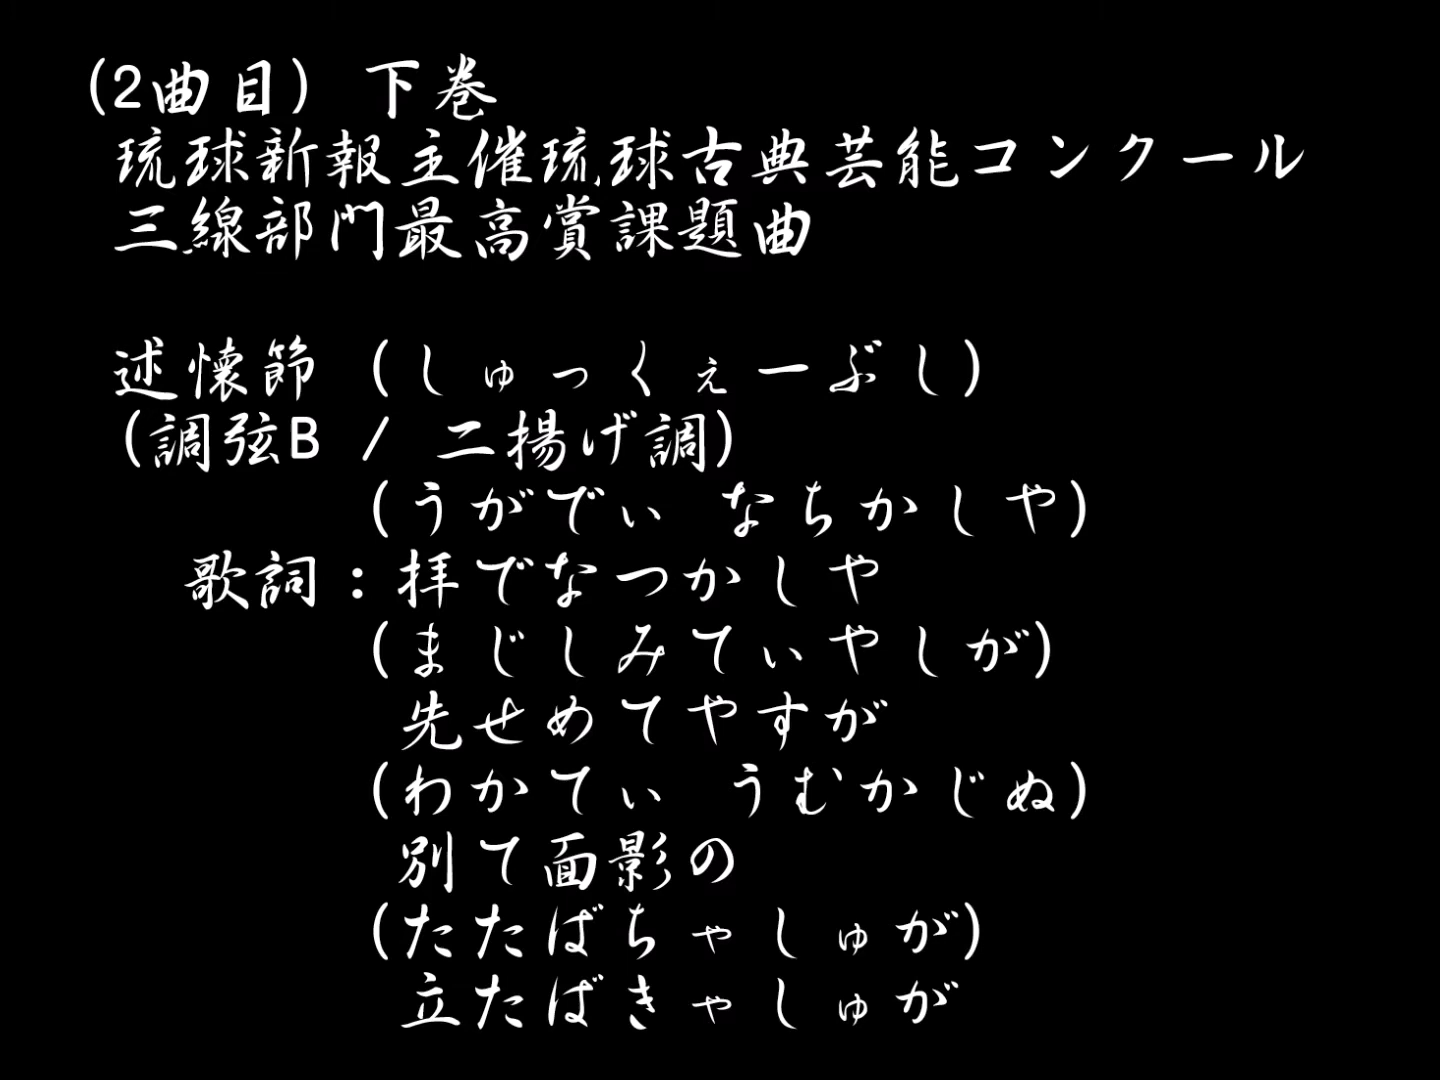 (2曲目) 下巻
琉球新報主催琉球古典芸能コンクール
三線部門最高賞課題曲
述懐節 (しゅっくぇーぶし)
(調弦B / 二揚げ調)
(うがでぃ なちかしや)
歌詞：拝でなつかしや
(まじしみてぃやしが)
先せめてやすが
(わかてぃ うむかじぬ)
別て面影の
(たたばちゃしゅが)
立たばきゃしゅが